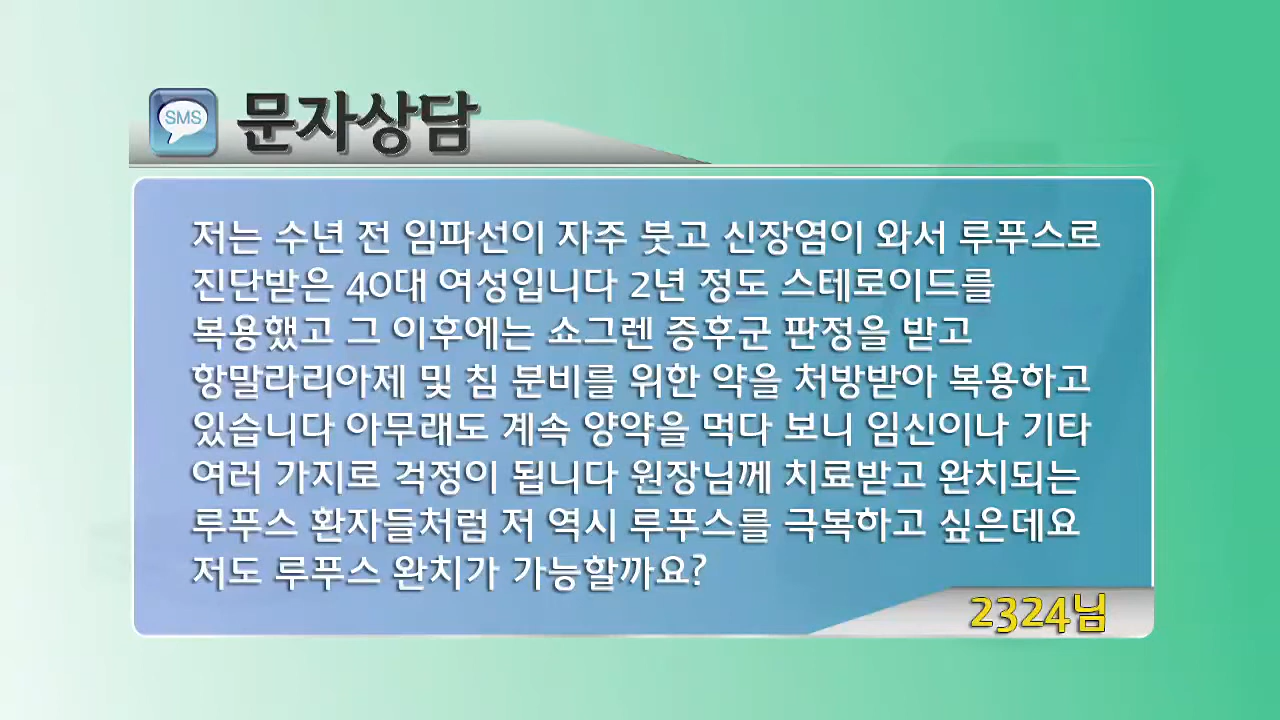 SMS 문자상담
저는 수년 전 임파선이 자주 붓고 신장염이 와서 루푸스로
진단받은 40대 여성입니다 2년 정도 스테로이드를
복용했고 그 이후에는 쇼그렌 증후군 판정을 받고
항말라리아제 및 침 분비를 위한 약을 처방받아 복용하고
있습니다 아무래도 계속 양약을 먹다 보니 임신이나 기타
여러 가지로 걱정이 됩니다 원장님께 치료받고 완치되는
루푸스 환자들처럼 저 역시 루푸스를 극복하고 싶은데요
저도 루푸스 완치가 가능할까요?
2324님